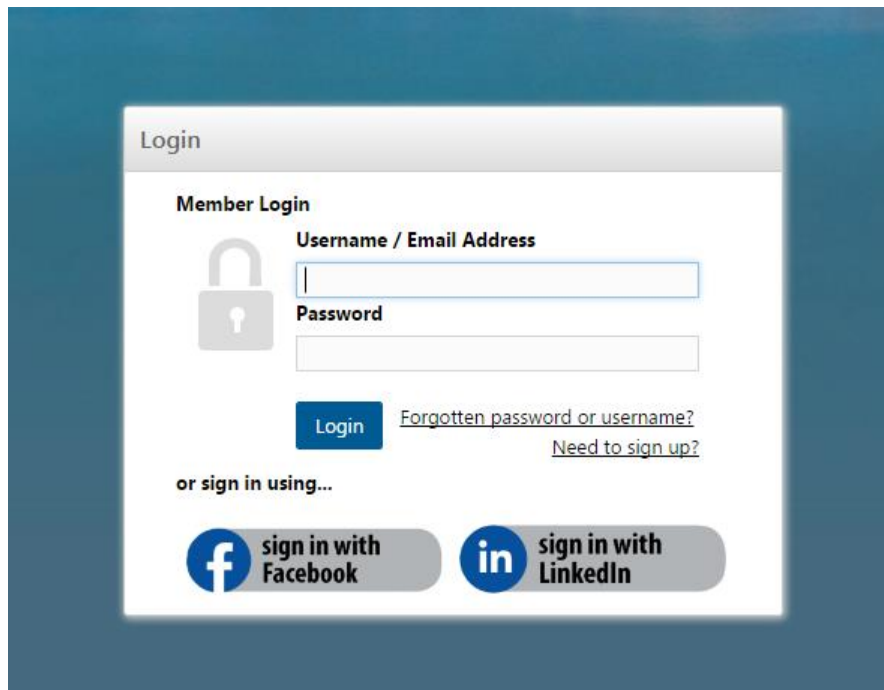 Login
Member Login
Username / Email Address
Password
Login
Forgotten password or username?
Need to sign up?
or sign in using...
f sign in with
Facebook
in sign in with
LinkedIn